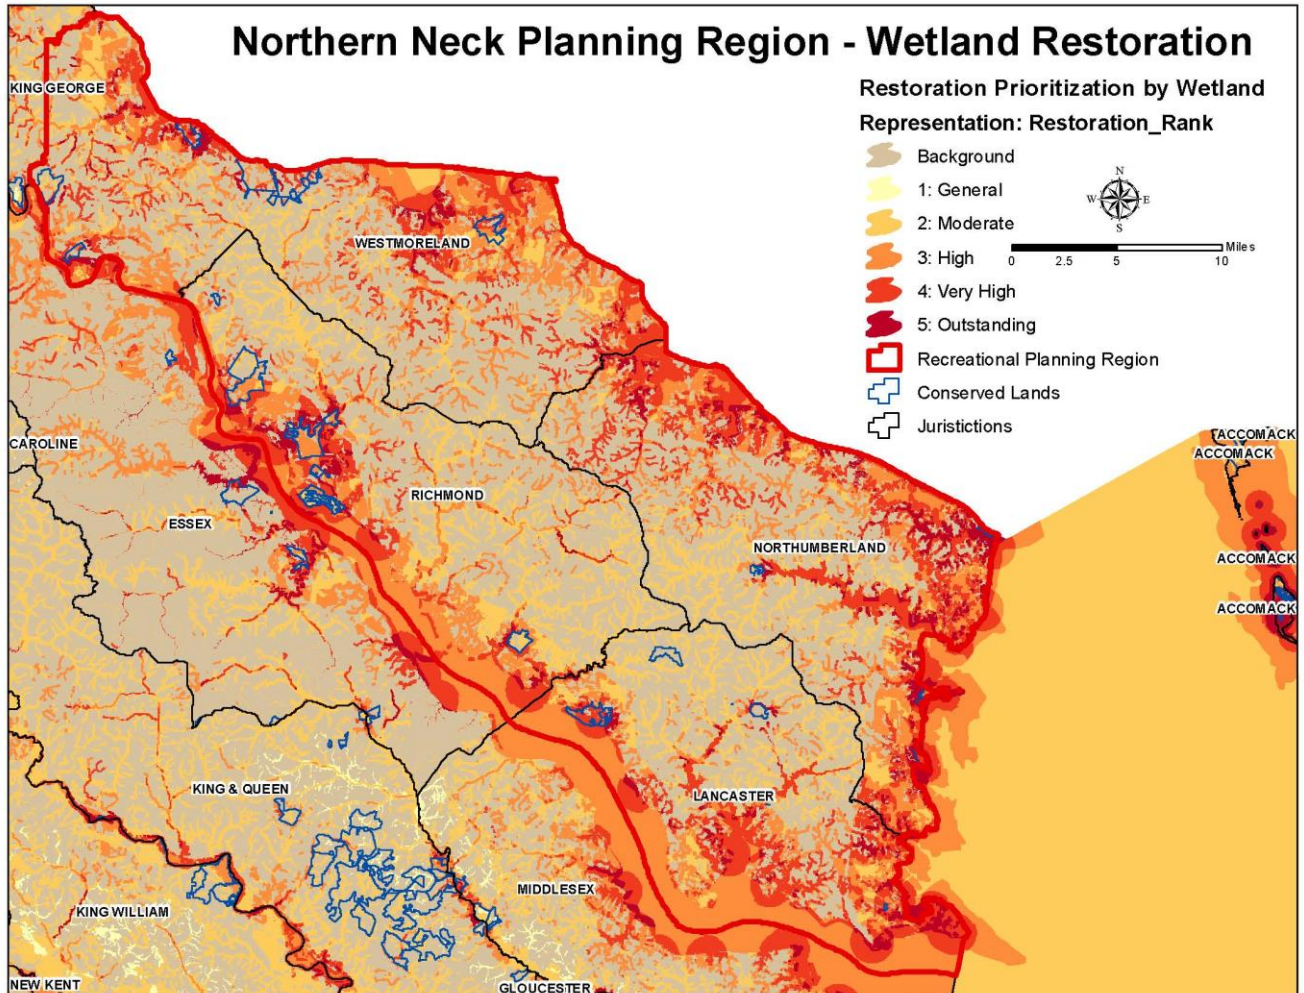 Northern Neck Planning Region - Wetland Restoration
Restoration Prioritization by Wetland
Representation: Restoration_Rank
Background
1: General
2: Moderate
3: High
4: Very High
5: Outstanding
Recreational Planning Region
Conserved Lands
Juristictions
N
W
E
S
Miles
0 2.5 5 10
KING GEORGE
WESTMORELAND
CAROLINE
ACCOMACK
ACCOMACK
RICHMOND
ESSEX
NORTHUMBERLAND
ACCOMACK
ACCOMACK
KING & QUEEN
LANCASTER
MIDDLESEX
KING WILLIAM
NEW KENT
GLOUCESTER